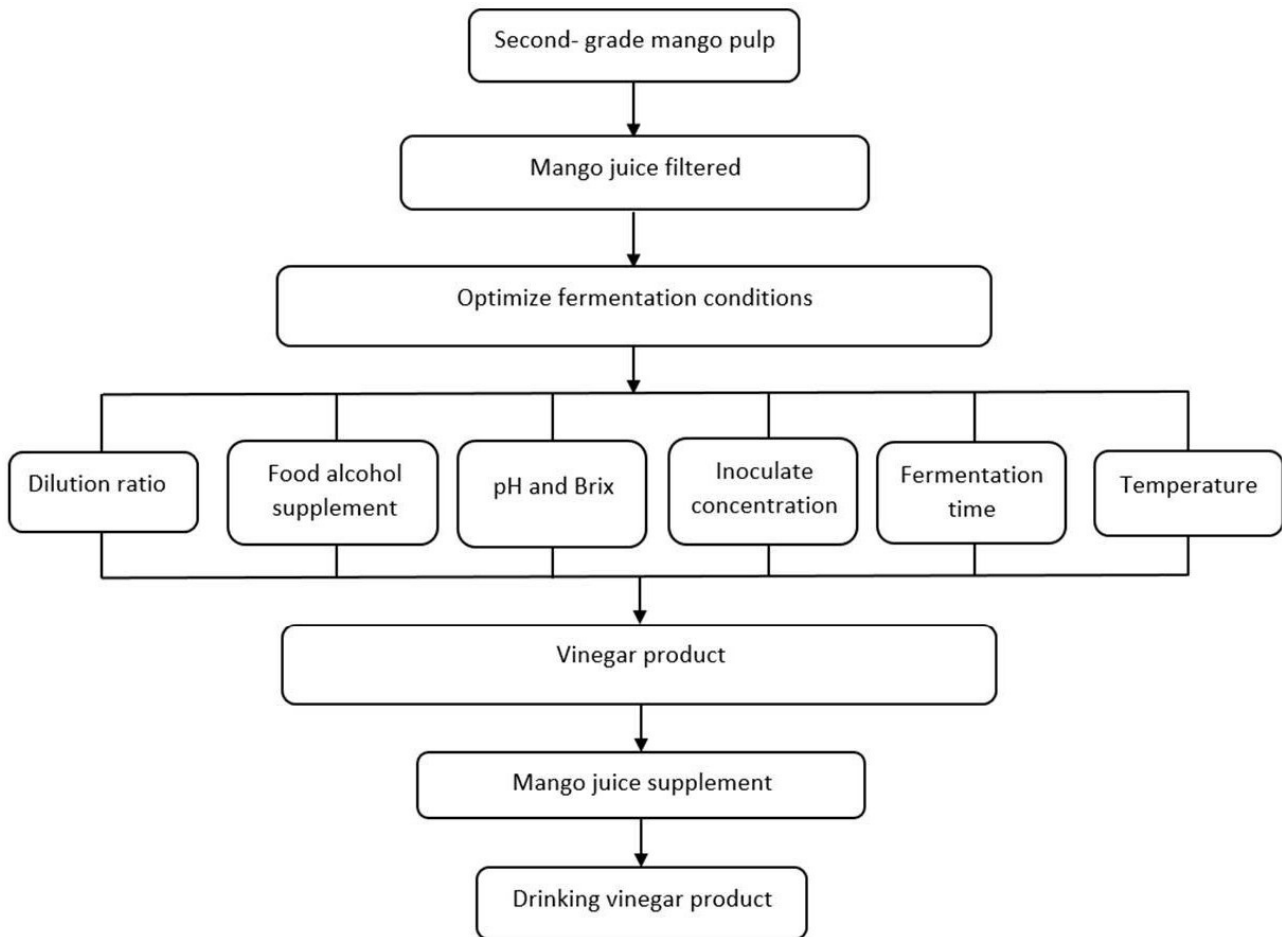 Second- grade mango pulp
Mango juice filtered
Optimize fermentation conditions
Dilution ratio
Food alcohol
supplement
pH and Brix
Inoculate
concentration
Fermentation
time
Temperature
Vinegar product
Mango juice supplement
Drinking vinegar product